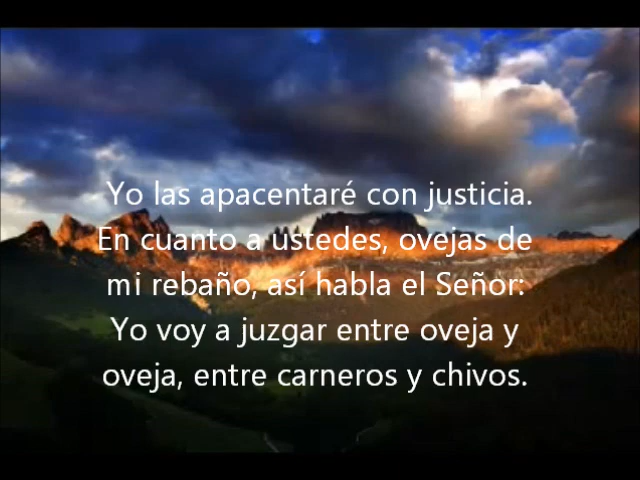 Yo las apacentaré con justicia.
En cuanto a ustedes, ovejas de
mi rebaño, así habla el Señor:
Yo voy a juzgar entre oveja y
oveja, entre carneros y chivos.